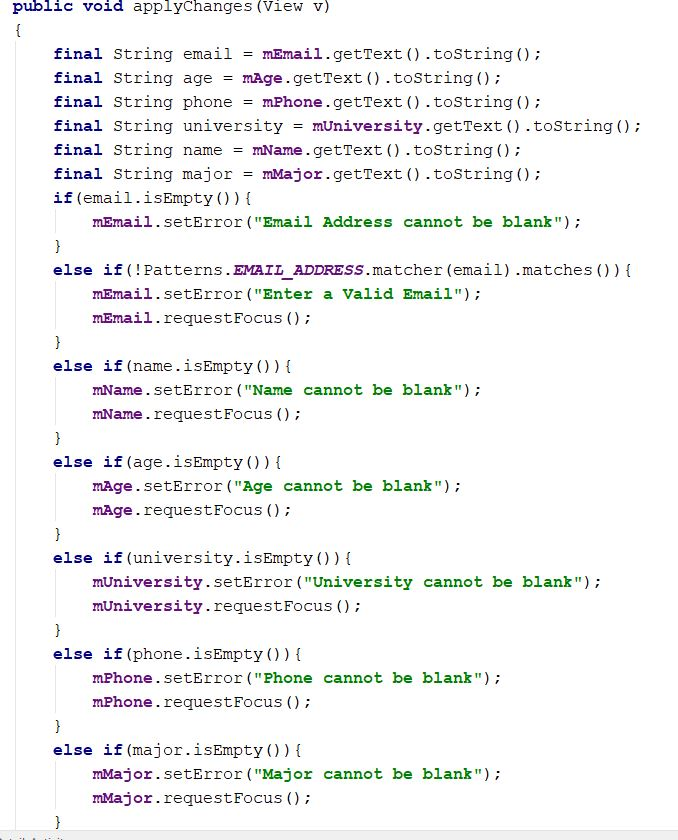 public void applyChanges(View v)
{
final String email = mEmail.getText().toString();
final String age = mAge.getText().toString();
final String phone = mPhone.getText().toString();
final String university = mUniversity.getText().toString();
final String name = mName.getText().toString();
final String major = mMajor.getText().toString();
if(email.isEmpty()){
mEmail.setError("Email Address cannot be blank");
}
else if(!Patterns.EMAIL_ADDRESS.matcher(email).matches()){
mEmail.setError("Enter a Valid Email");
mEmail.requestFocus();
}
else if(name.isEmpty()){
mName.setError("Name cannot be blank");
mName.requestFocus();
}
else if(age.isEmpty()){
mAge.setError("Age cannot be blank");
mAge.requestFocus();
}
else if(university.isEmpty()){
mUniversity.setError("University cannot be blank");
mUniversity.requestFocus();
}
else if(phone.isEmpty()){
mPhone.setError("Phone cannot be blank");
mPhone.requestFocus();
}
else if(major.isEmpty()){
mMajor.setError("Major cannot be blank");
mMajor.requestFocus();
}